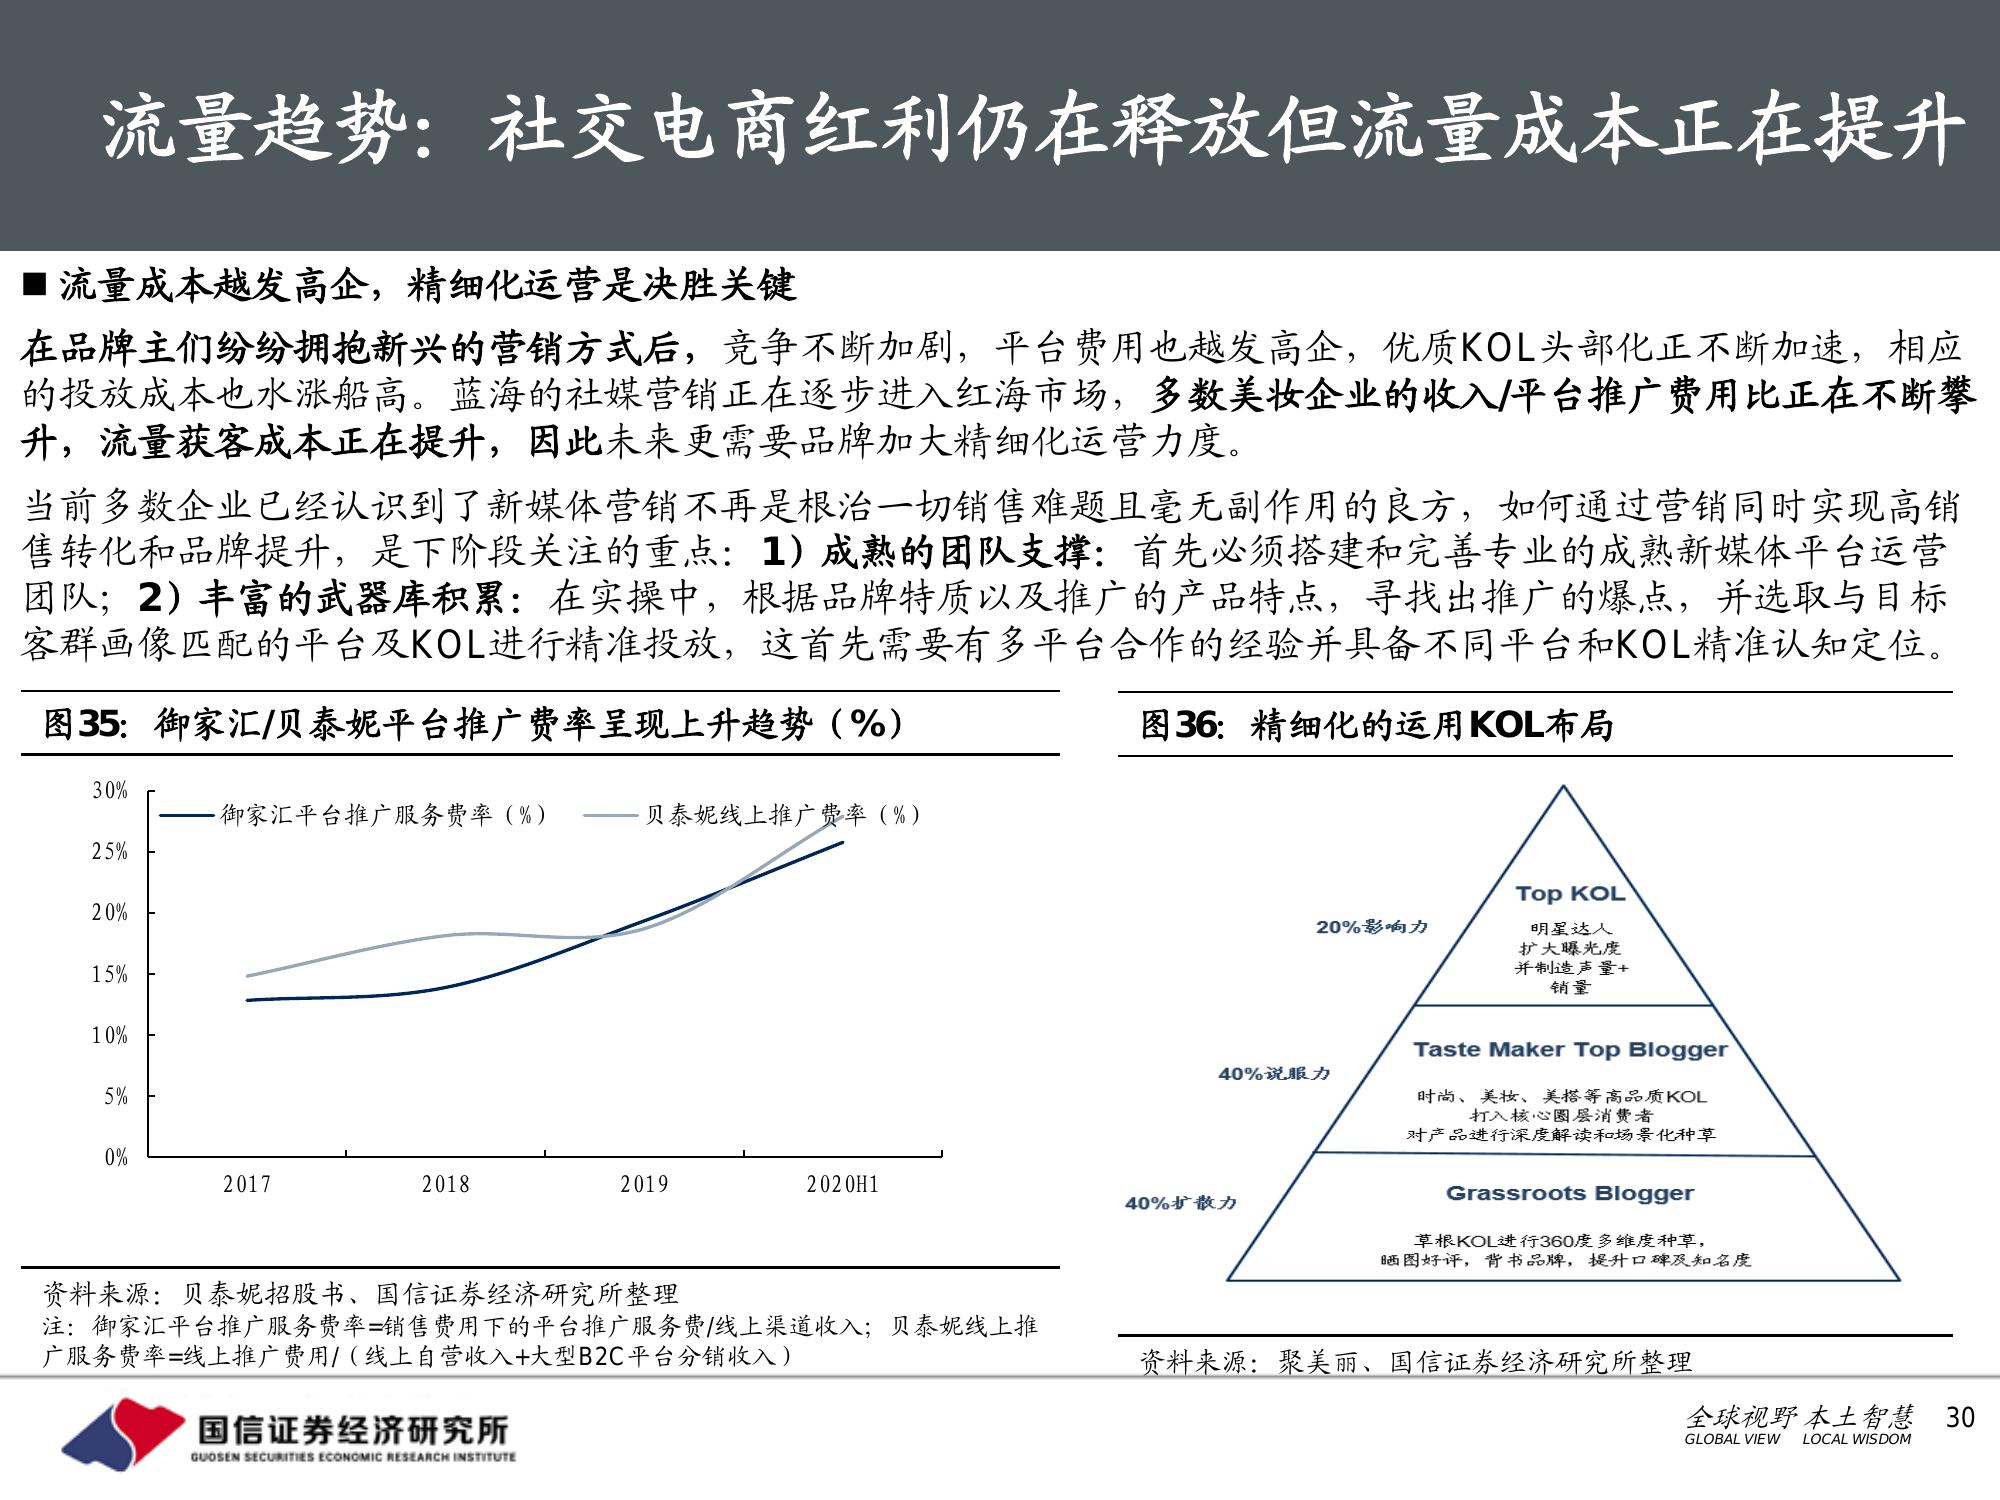 流量趋势：社交电商红利仍在释放但流量成本正在提升
■ 流量成本越发高企，精细化运营是决胜关键
在品牌主们纷纷拥抱新兴的营销方式后，竞争不断加剧，平台费用也越发高企，优质KOL头部化正不断加速，相应
的投放成本也水涨船高。蓝海的社媒营销正在逐步进入红海市场，多数美妆企业的收入/平台推广费用比正在不断攀
升，流量获客成本正在提升，因此未来更需要品牌加大精细化运营力度。
当前多数企业已经认识到了新媒体营销不再是根治一切销售难题且毫无副作用的良方，如何通过营销同时实现高销
售转化和品牌提升，是下阶段关注的重点：1）成熟的团队支撑：首先必须搭建和完善专业的成熟新媒体平台运营
团队；2）丰富的武器库积累：在实操中，根据品牌特质以及推广的产品特点，寻找出推广的爆点，并选取与目标
客群画像匹配的平台及KOL进行精准投放，这首先需要有多平台合作的经验并具备不同平台和KOL精准认知定位。
图35：御家汇/贝泰妮平台推广费率呈现上升趋势（%）
30%
25%
20%
15%
10%
5%
0%
御家汇平台推广服务费率（%）
贝泰妮线上推广费率（%）
2017
2018
2019
2020H1
资料来源：贝泰妮招股书、国信证券经济研究所整理
注：御家汇平台推广服务费率=销售费用下的平台推广服务费/线上渠道收入；贝泰妮线上推
广服务费率=线上推广费用/（线上自营收入+大型B2C平台分销收入）
图36：精细化的运用KOL布局
Top KOL
20%影响力
明星达人
扩大曝光度
并制造声量+
销量
Taste Maker Top Blogger
40%说服力
时尚、美妆、美搭等高品质KOL
打入核心圈层消费者
对产品进行深度解读和场景化种草
Grassroots Blogger
40%扩散力
草根KOL进行360度多维度种草，
晒图好评，背书品牌，提升口碑及知名度
资料来源：聚美丽、国信证券经济研究所整理
国信证券经济研究所
GUOSEN SECURITIES ECONOMIC RESEARCH INSTITUTE
全球视野 本土智慧
GLOBAL VIEW LOCAL WISDOM
30